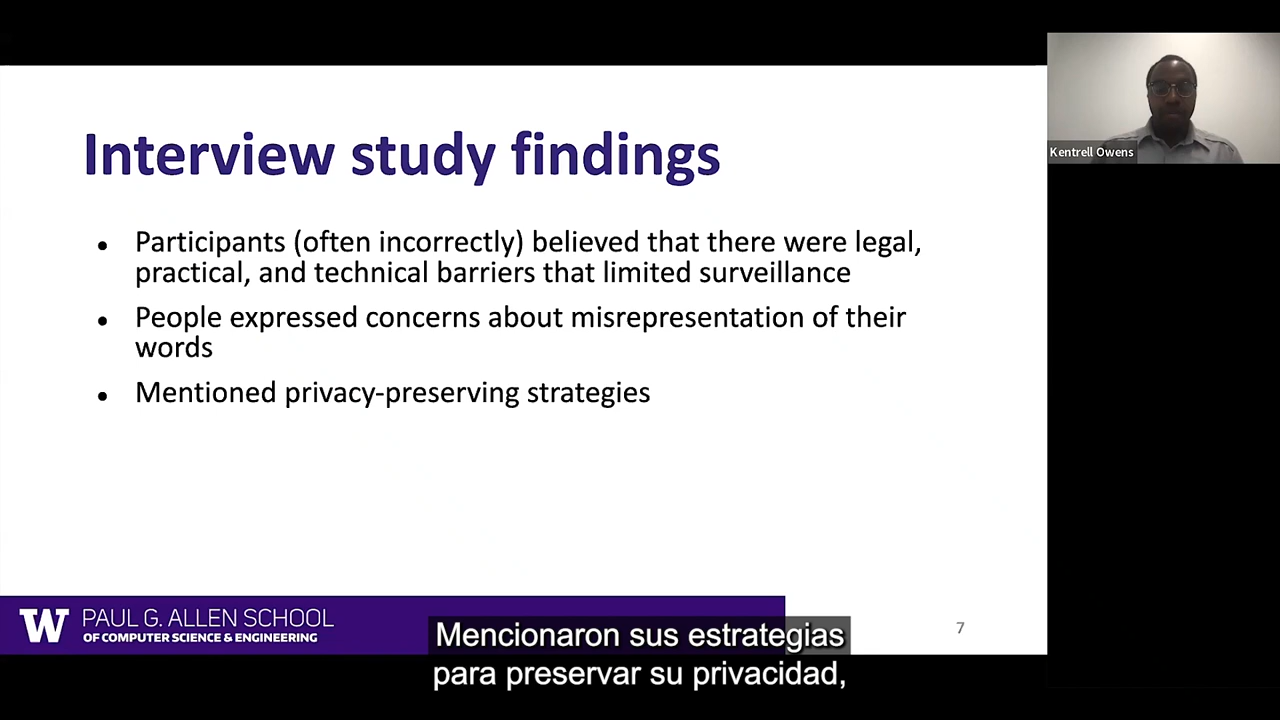 Interview study findings
● Participants (often incorrectly) believed that there were legal,
practical, and technical barriers that limited surveillance
● People expressed concerns about misrepresentation of their
words
● Mentioned privacy-preserving strategies
Kentrell Owens
W PAUL G. ALLEN SCHOOL
OF COMPUTER SCIENCE & ENGINEERING
7
Mencionaron sus estrategias
para preservar su privacidad,